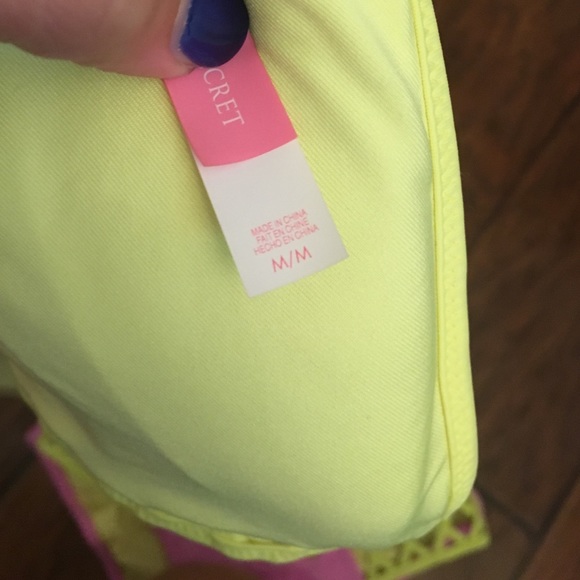 CRET
MADE IN CHINA
FAIT EN CHINE
HECHO EN CHINA
M/M